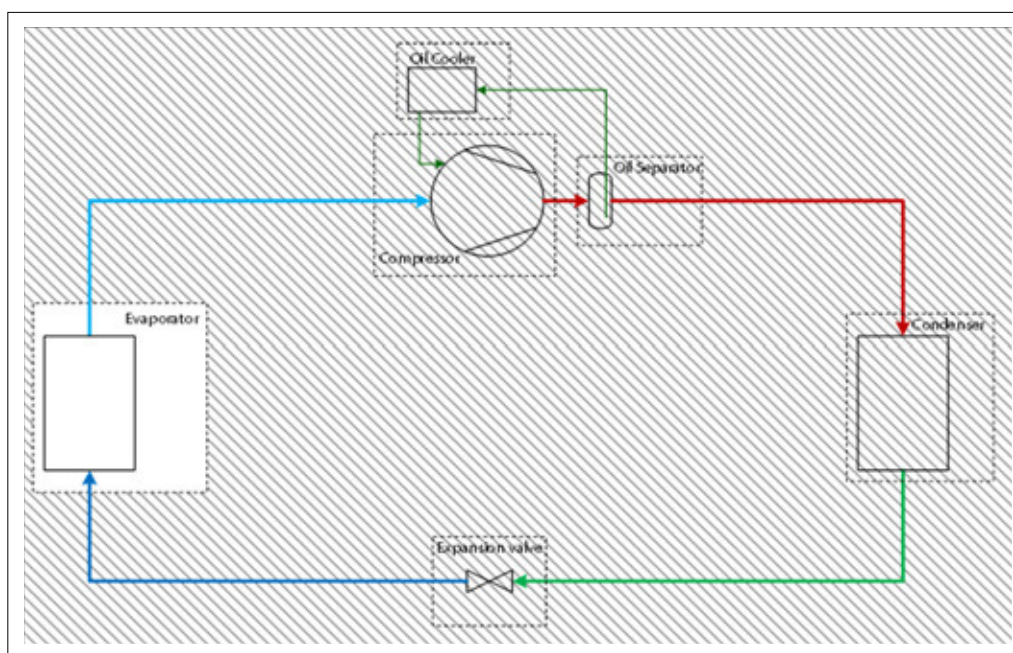 Oil Cooler
Oil Separator
Compressor
Evaporator
Condenser
Expansion valve